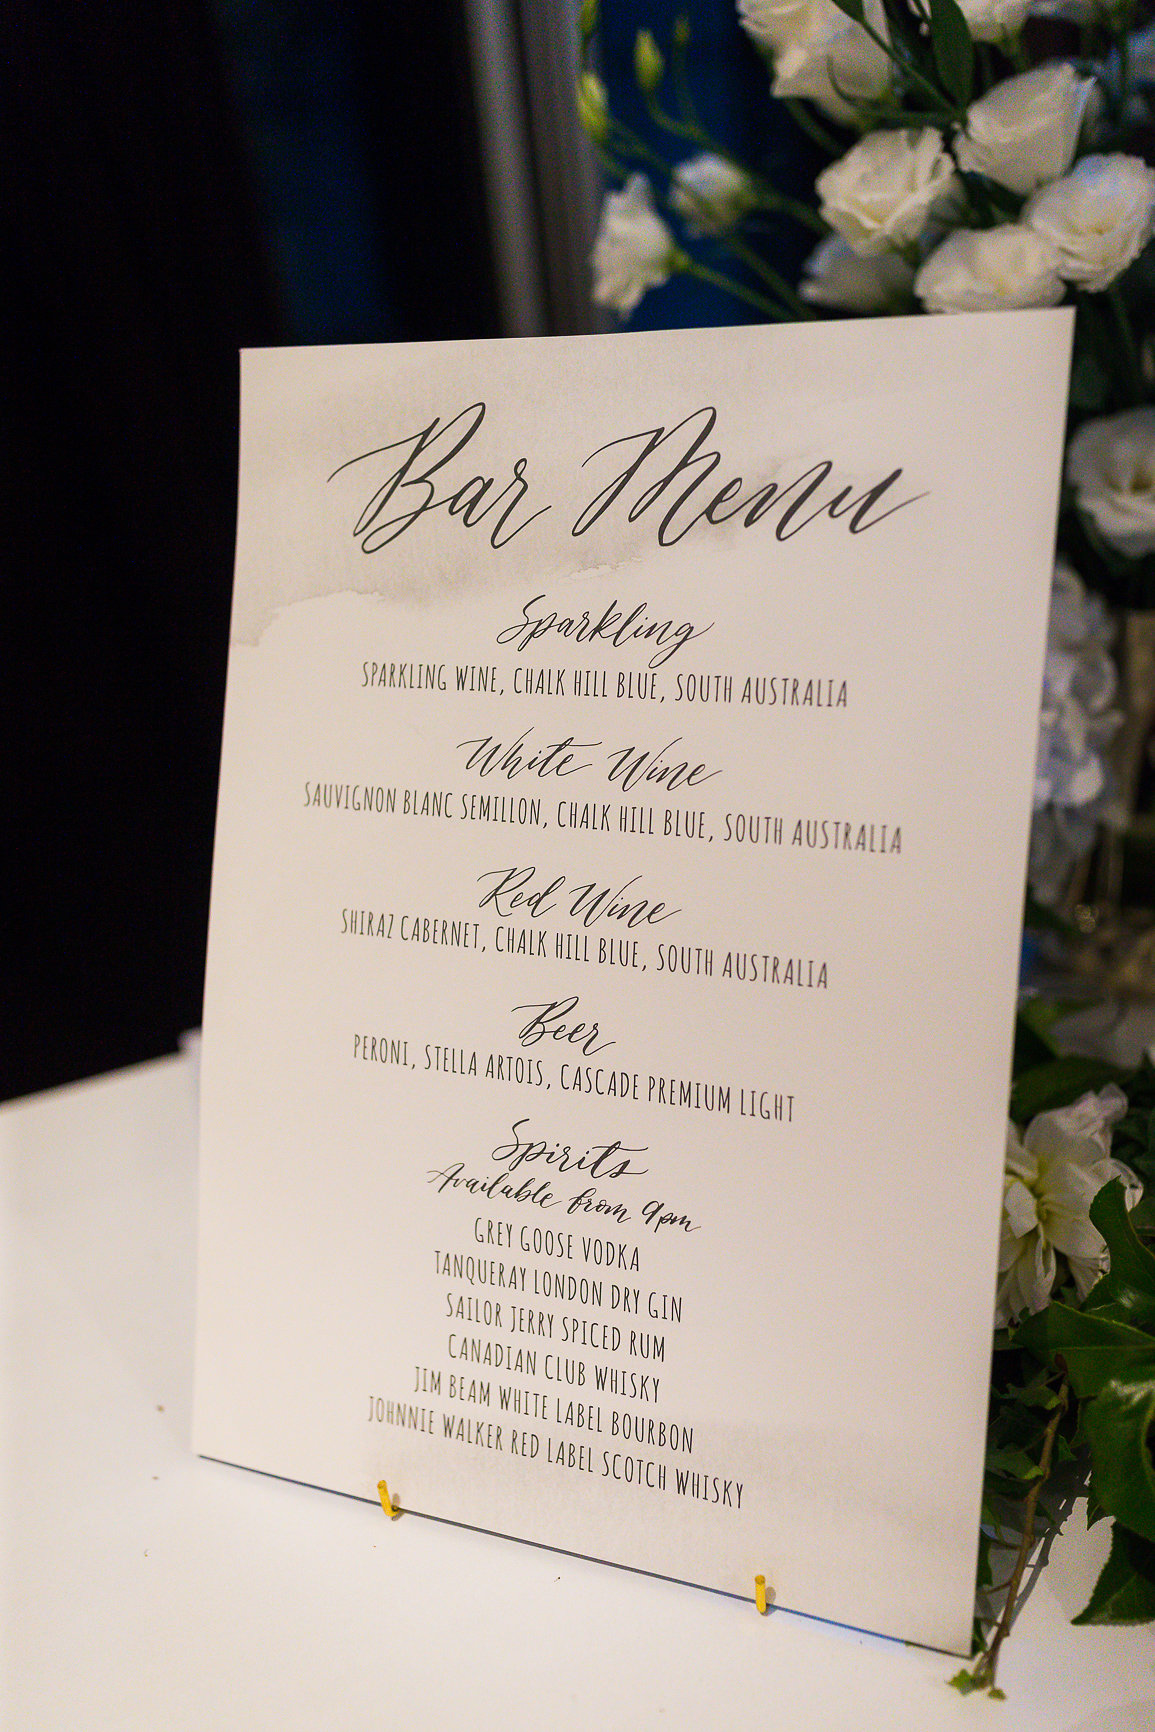 Bar Menu
Sparkling
SPARKLING WINE, CHALK HILL BLUE, SOUTH AUSTRALIA
White Wine
SAUVIGNON BLANC SEMILLON, CHALK HILL BLUE, SOUTH AUSTRALIA
Red Wine
SHIRAZ CABERNET, CHALK HILL BLUE, SOUTH AUSTRALIA
Beer
PERONI, STELLA ARTOIS, CASCADE PREMIUM LIGHT
Spirits
Available from 9pm
GREY GOOSE VODKA
TANQUERAY LONDON DRY GIN
SAILOR JERRY SPICED RUM
CANADIAN CLUB WHISKY
JIM BEAM WHITE LABEL BOURBON
JOHNNIE WALKER RED LABEL SCOTCH WHISKY